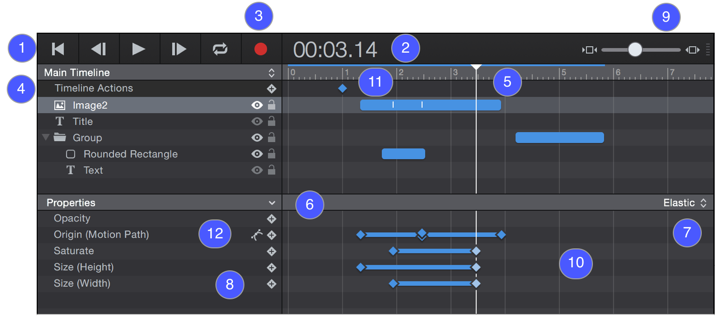 3
9
1
00:03.14
2
Main Timeline
0 1 2 3 4 5 6 7
4
Timeline Actions
11
5
Image2
Title
Group
Rounded Rectangle
Text
Properties
6
Elastic
Opacity
Origin (Motion Path)
12
7
Saturate
Size (Height)
10
Size (Width)
8